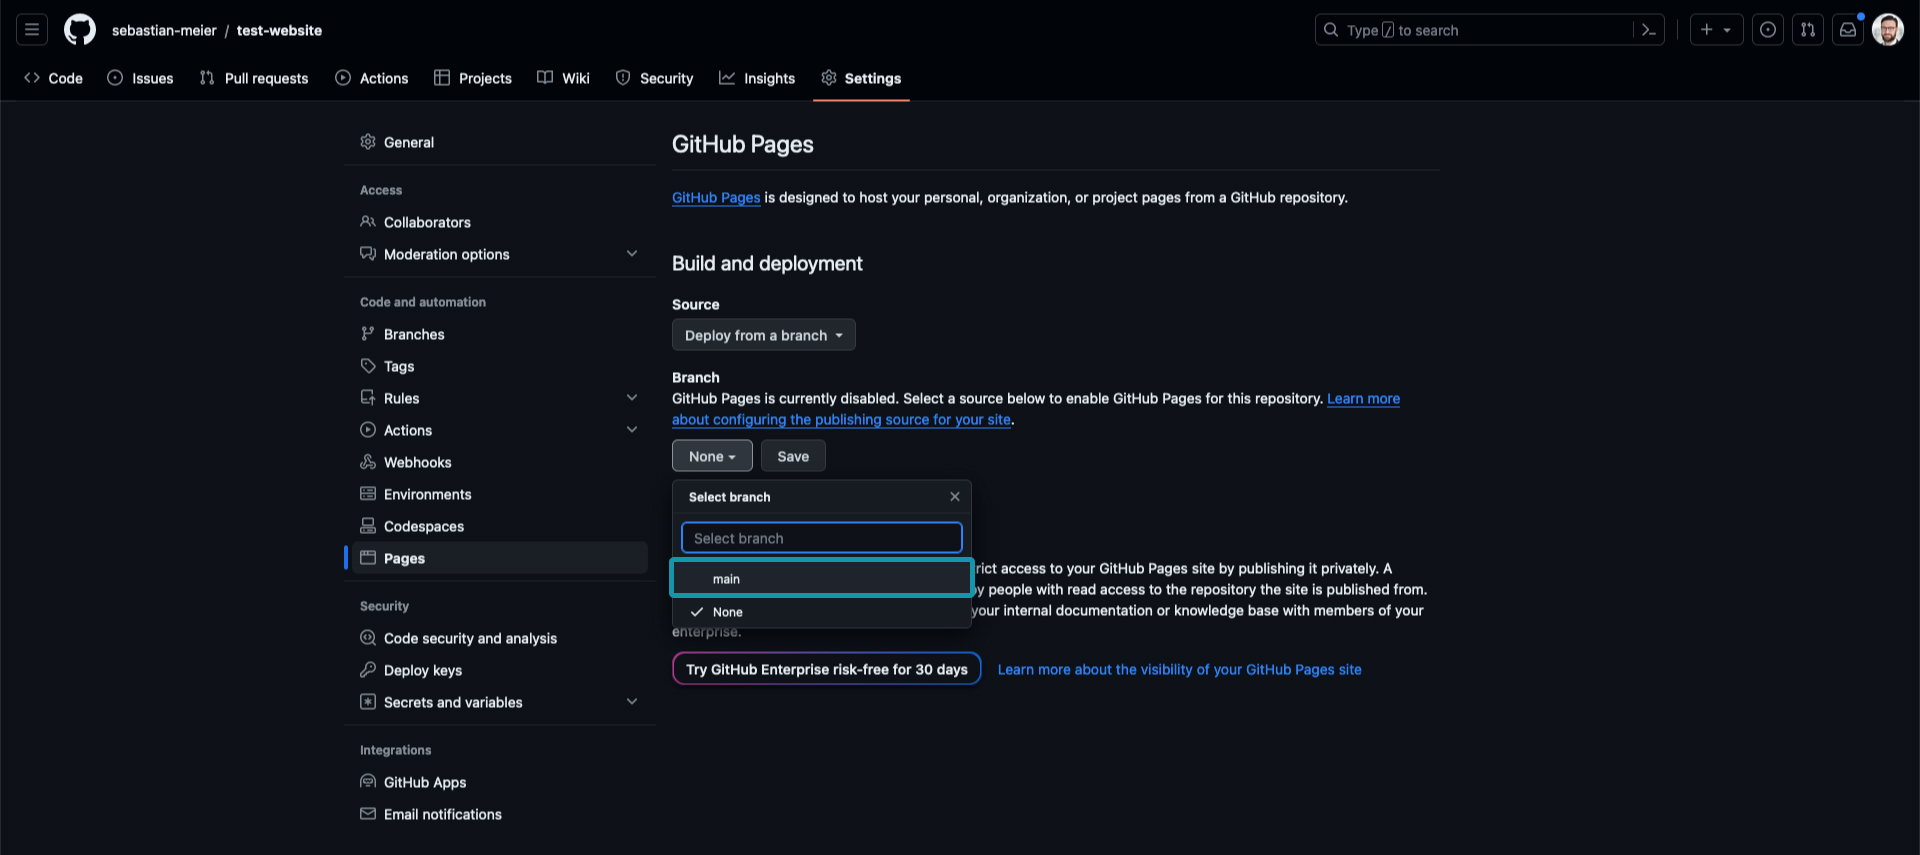 sebastian-meier / test-website
Type / to search
Code
Issues
Pull requests
Actions
Projects
Wiki
Security
Insights
Settings
General
Access
Collaborators
Moderation options
Code and automation
Branches
Tags
Rules
Actions
Webhooks
Environments
Codespaces
Pages
Security
Code security and analysis
Deploy keys
Secrets and variables
Integrations
GitHub Apps
Email notifications
GitHub Pages
GitHub Pages is designed to host your personal, organization, or project pages from a GitHub repository.
Build and deployment
Source
Deploy from a branch
Branch
GitHub Pages is currently disabled. Select a source below to enable GitHub Pages for this repository. Learn more
about configuring the publishing source for your site.
None
Save
Select branch
Select branch
main
None
access to your GitHub Pages site by publishing it privately. A
people with read access to the repository the site is published from.
your internal documentation or knowledge base with members of your
enterprise.
Try GitHub Enterprise risk-free for 30 days
Learn more about the visibility of your GitHub Pages site